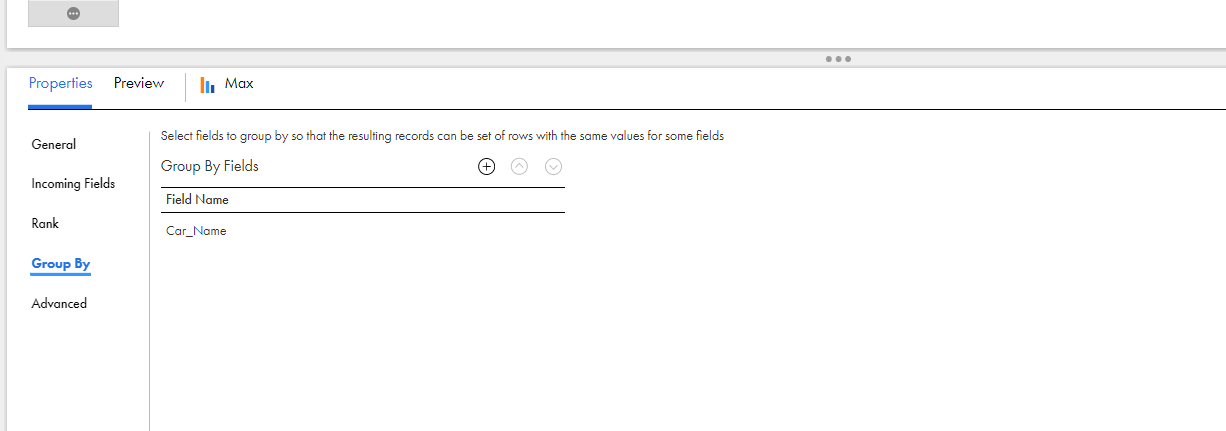 Properties Preview Max
General
Incoming Fields
Rank
Group By
Advanced
Select fields to group by so that the resulting records can be set of rows with the same values for some fields
Group By Fields
Field Name
Car_Name